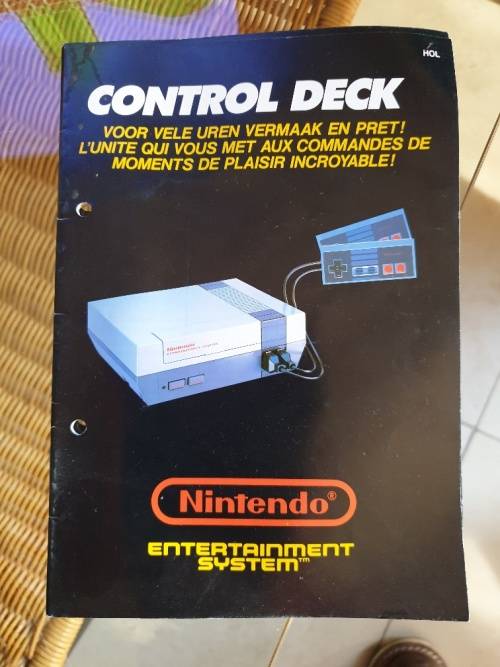 HOL
CONTROL DECK
VOOR VELE UREN VERMAAK EN PRET!
L'UNITE QUI VOUS MET AUX COMMANDES DE
MOMENTS DE PLAISIR INCROYABLE!
Nintendo
Nintendo®
ENTERTAINMENT
SYSTEM™